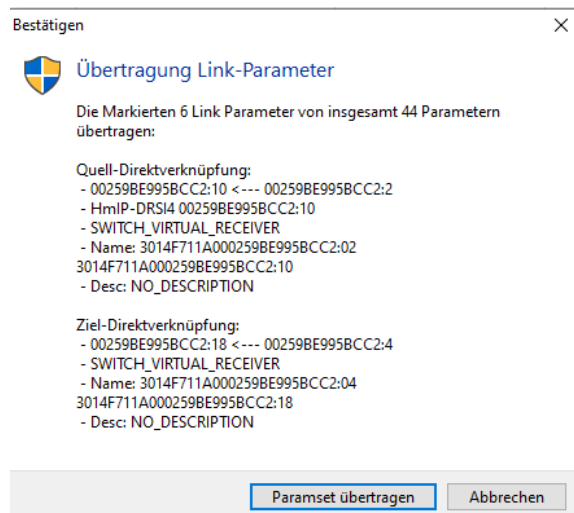 Bestätigen
Übertragung Link-Parameter
Die Markierten 6 Link Parameter von insgesamt 44 Parametern
übertragen:
Quell-Direktverknüpfung:
- 00259BE995BCC2:10 <--- 00259BE995BCC2:2
- HmIP-DRSI4 00259BE995BCC2:10
- SWITCH_VIRTUAL_RECEIVER
- Name: 3014F711A000259BE995BCC2:02
3014F711A000259BE995BCC2:10
- Desc: NO_DESCRIPTION
Ziel-Direktverknüpfung:
- 00259BE995BCC2:18 <--- 00259BE995BCC2:4
- SWITCH_VIRTUAL_RECEIVER
- Name: 3014F711A000259BE995BCC2:04
3014F711A000259BE995BCC2:18
- Desc: NO_DESCRIPTION
Paramset übertragen
Abbrechen